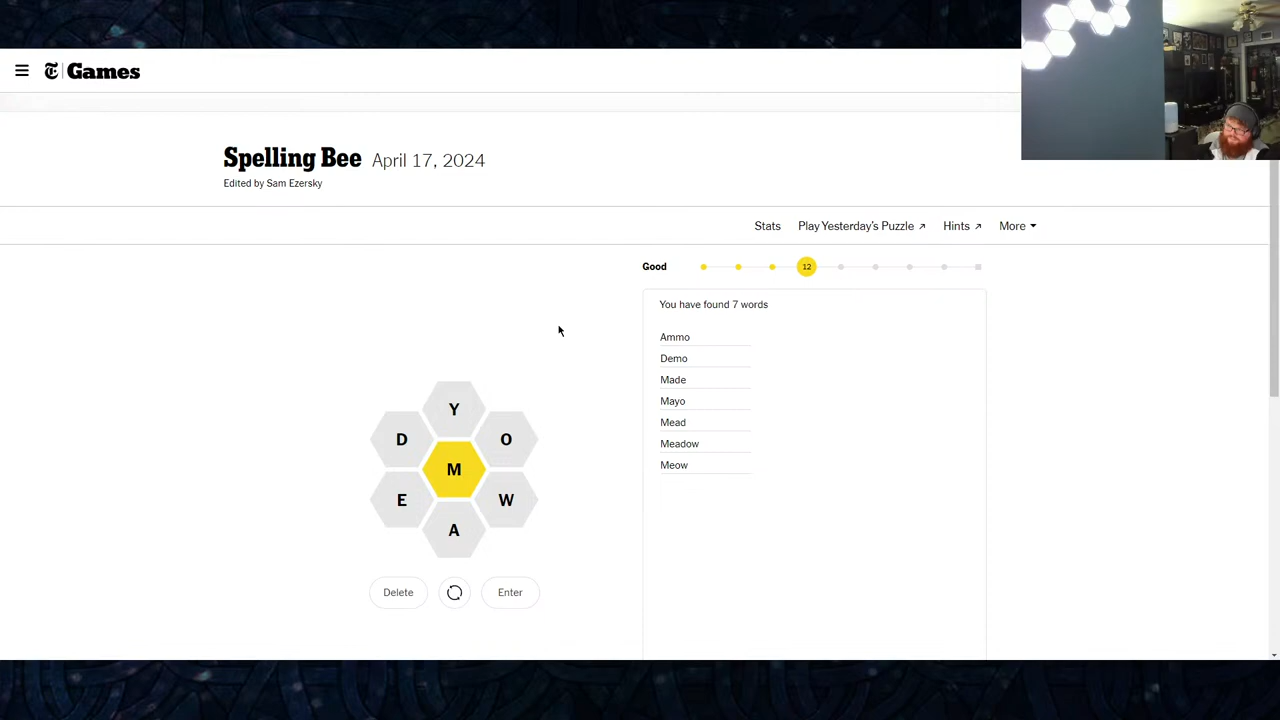 Games
Spelling Bee April 17, 2024
Edited by Sam Ezersky
Stats Play Yesterday's Puzzle Hints More
Good 12
You have found 7 words
Ammo
Demo
Made
Mayo
Mead
Meadow
Meow
Y
D O
M
E W
A
Delete Enter